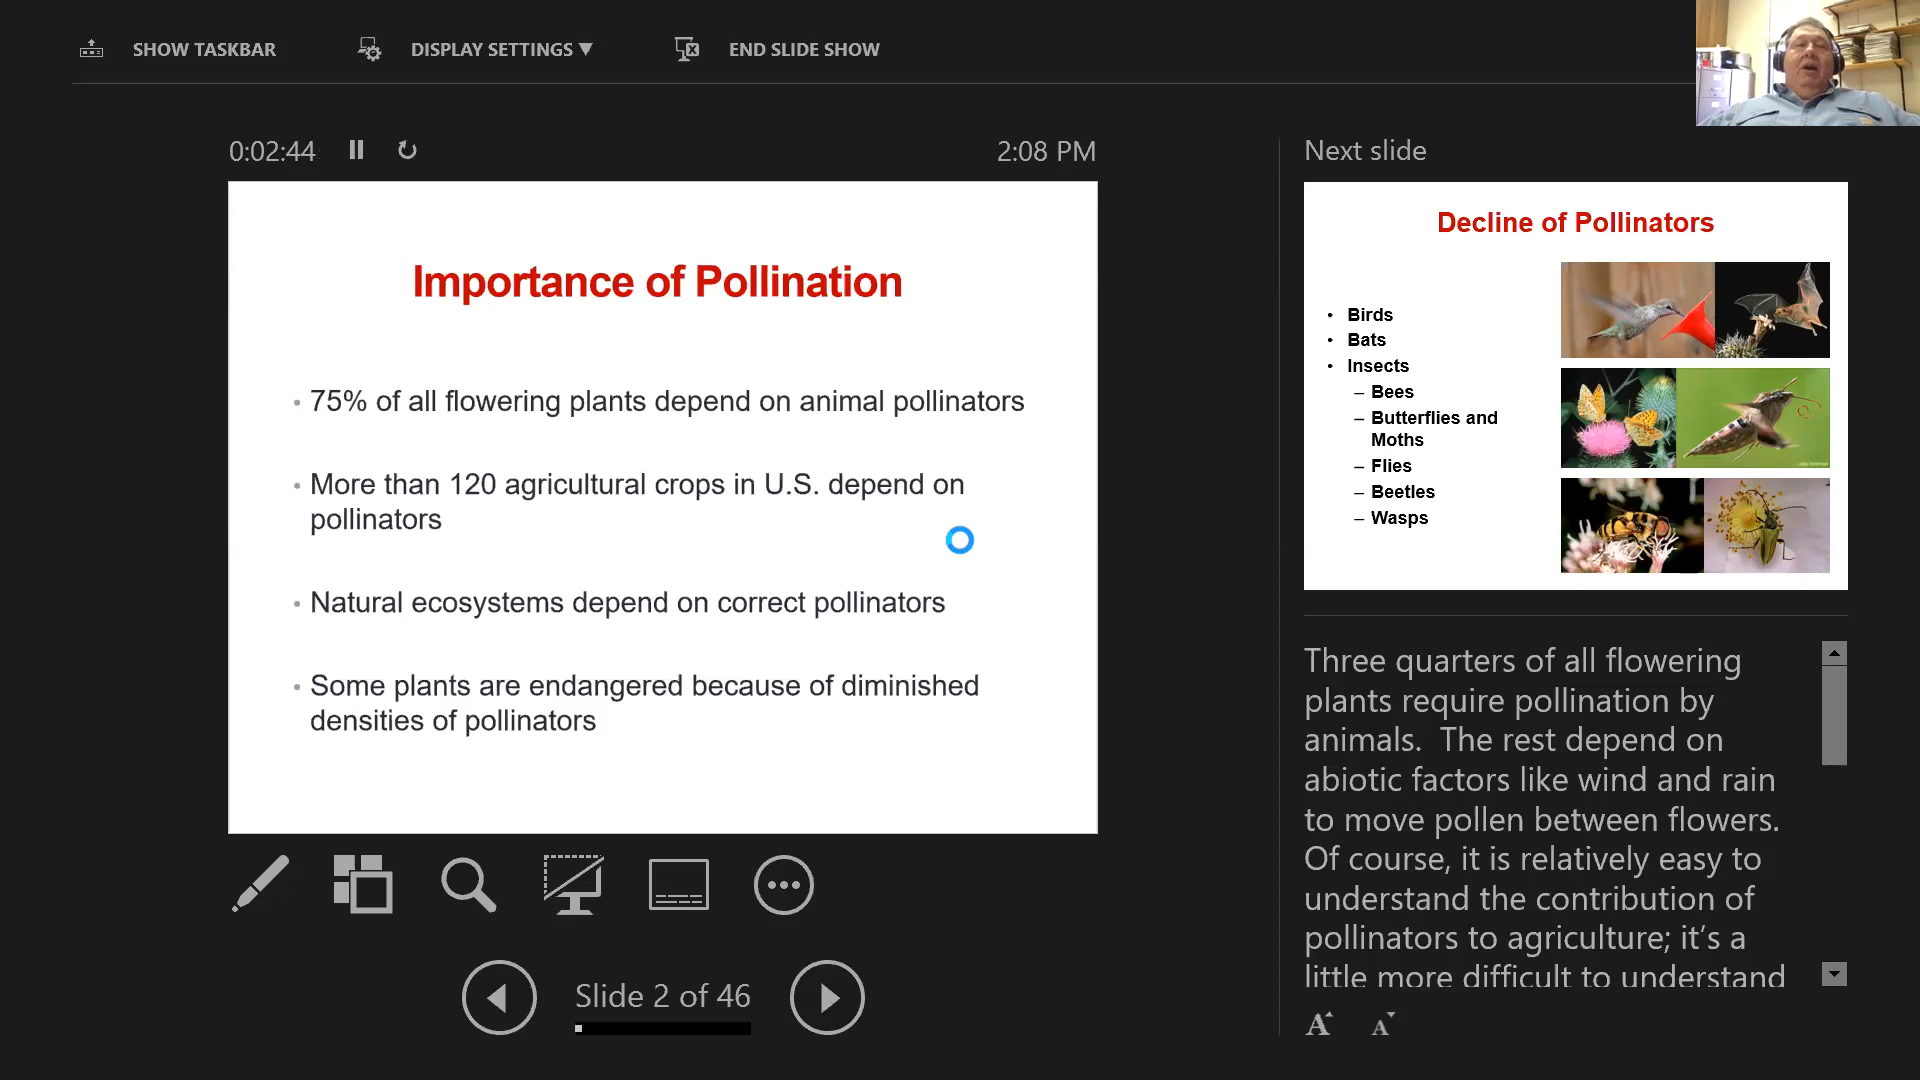 SHOW TASKBAR
DISPLAY SETTINGS ▼
END SLIDE SHOW
0:02:44
2:08 PM
Importance of Pollination
• 75% of all flowering plants depend on animal pollinators
• More than 120 agricultural crops in U.S. depend on
pollinators
• Natural ecosystems depend on correct pollinators
• Some plants are endangered because of diminished
densities of pollinators
Slide 2 of 46
Next slide
Decline of Pollinators
• Birds
• Bats
• Insects
– Bees
– Butterflies and
Moths
– Flies
– Beetles
– Wasps
Three quarters of all flowering
plants require pollination by
animals.  The rest depend on
abiotic factors like wind and rain
to move pollen between flowers.
Of course, it is relatively easy to
understand the contribution of
pollinators to agriculture; it’s a
little more difficult to understand
A A